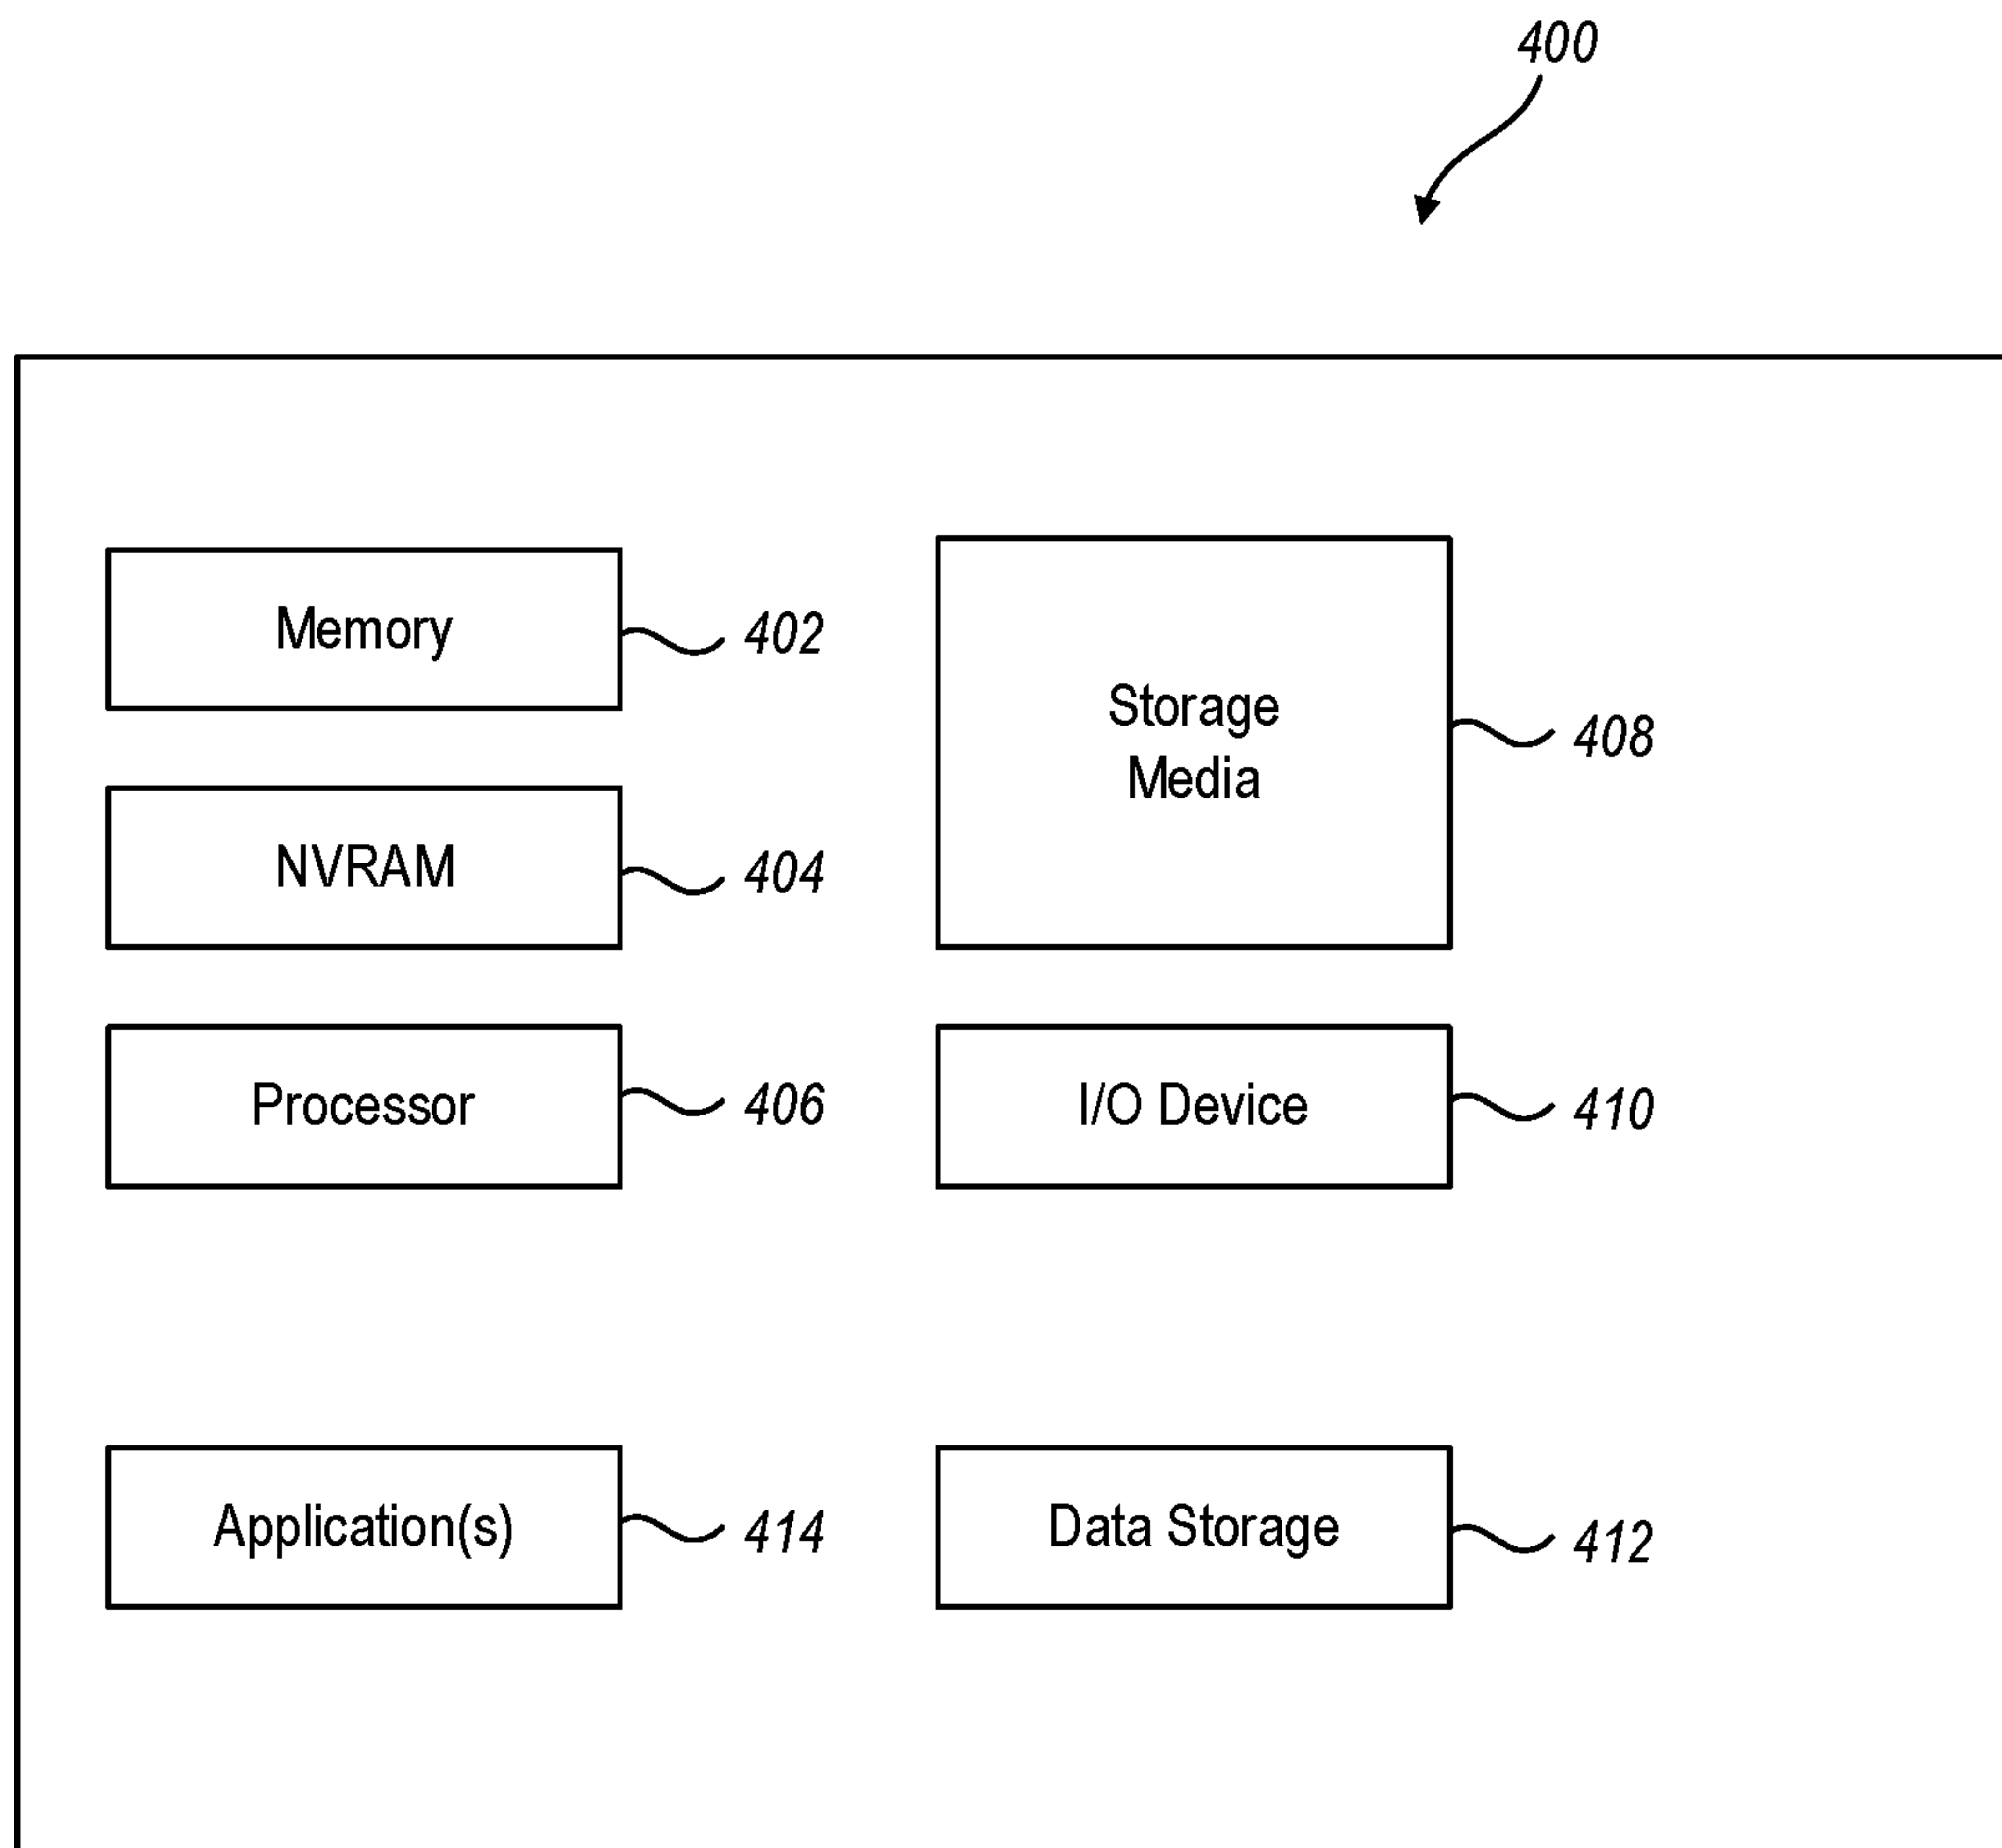 400
Memory
402
Storage
Media
408
NVRAM
404
Processor
406
I/O Device
410
Application(s)
414
Data Storage
412